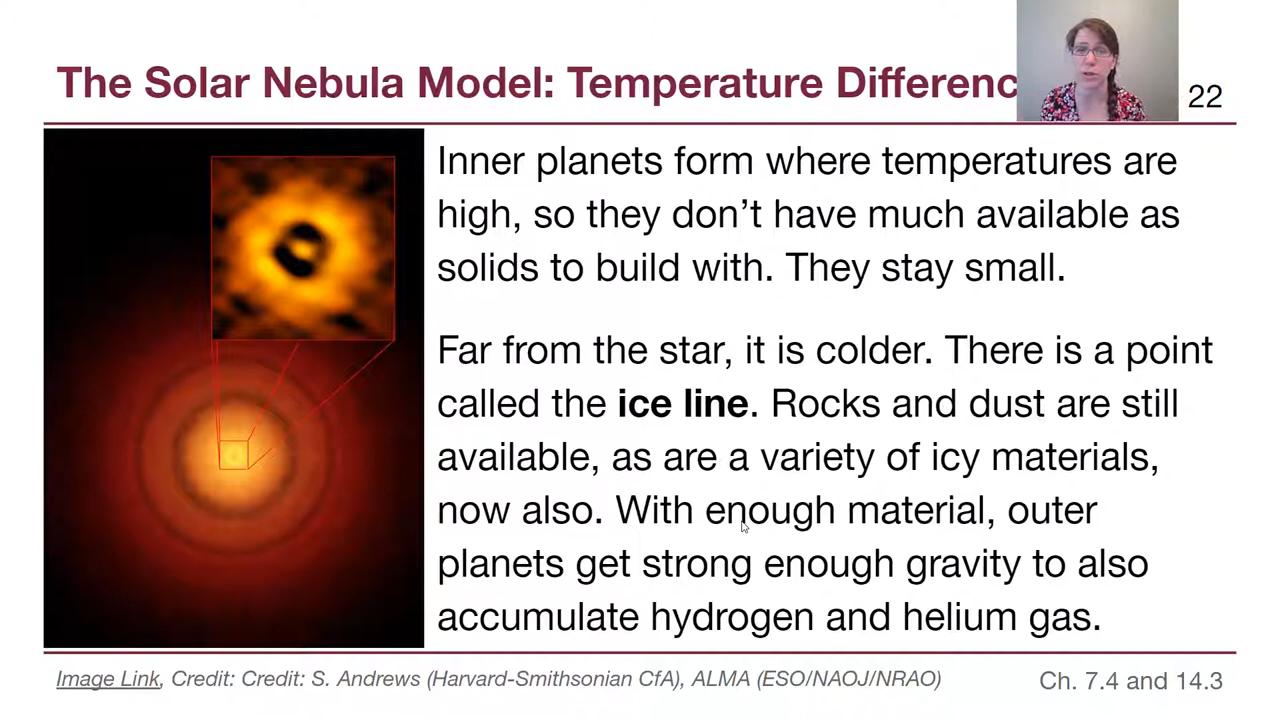 The Solar Nebula Model: Temperature Differenc
22
Inner planets form where temperatures are
high, so they don’t have much available as
solids to build with. They stay small.
Far from the star, it is colder. There is a point
called the ice line. Rocks and dust are still
available, as are a variety of icy materials,
now also. With enough material, outer
planets get strong enough gravity to also
accumulate hydrogen and helium gas.
Image Link, Credit: Credit: S. Andrews (Harvard-Smithsonian CfA), ALMA (ESO/NAOJ/NRAO)
Ch. 7.4 and 14.3